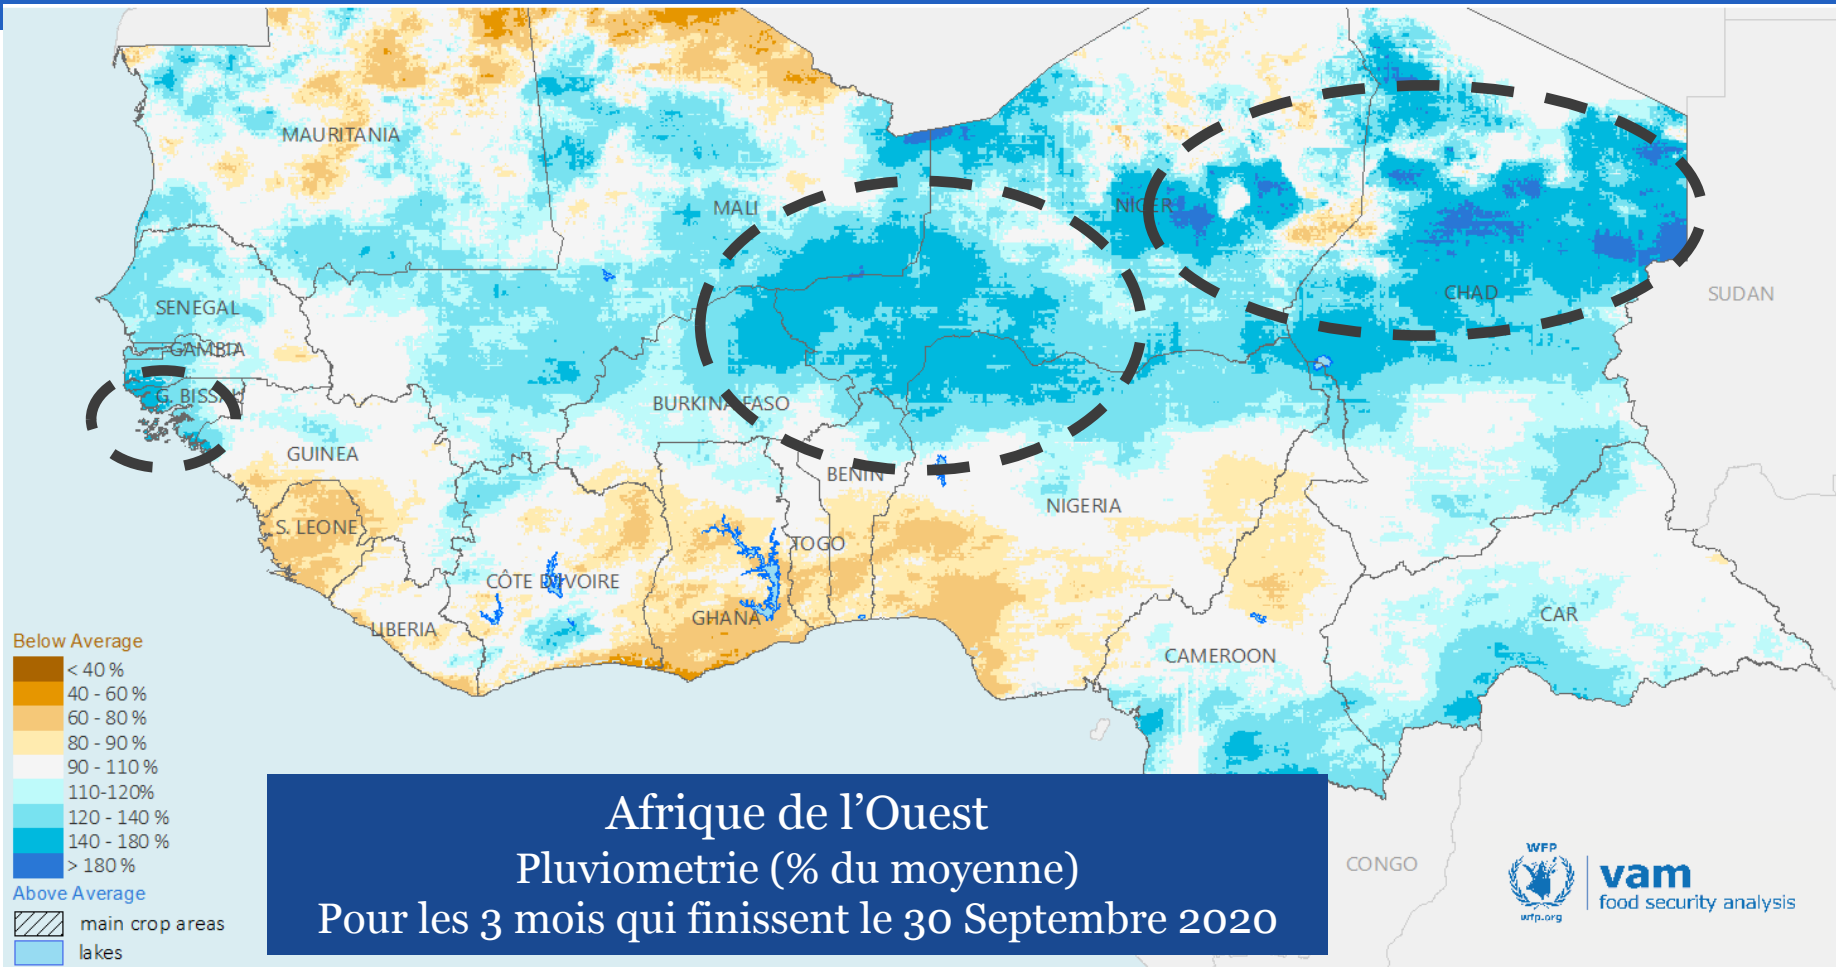 MAURITANIA
MALI
NIGER
SENEGAL
CHAD
SUDAN
GAMBIA
G. BISSAU
BURKINA FASO
GUINEA
BENIN
NIGERIA
S. LEONE
TOGO
CÔTE D'IVOIRE
GHANA
CAR
LIBERIA
CAMEROON
CONGO
Below Average
< 40 %
40 - 60 %
60 - 80 %
80 - 90 %
90 - 110 %
110-120%
120 - 140 %
140 - 180 %
> 180 %
Above Average
main crop areas
lakes
Afrique de l'Ouest
Pluviometrie (% du moyenne)
Pour les 3 mois qui finissent le 30 Septembre 2020
WFP
wfp.org
vam
food security analysis